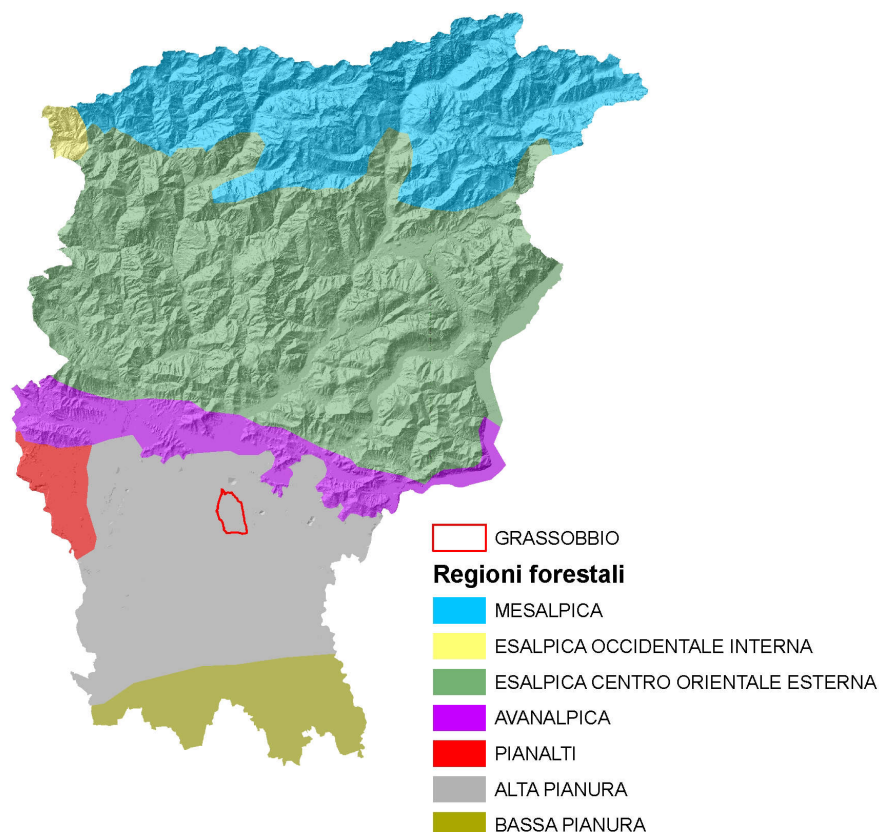 GRASSOBBIO
Regioni forestali
MESALPICA
ESALPICA OCCIDENTALE INTERNA
ESALPICA CENTRO ORIENTALE ESTERNA
AVANALPICA
PIANALTI
ALTA PIANURA
BASSA PIANURA